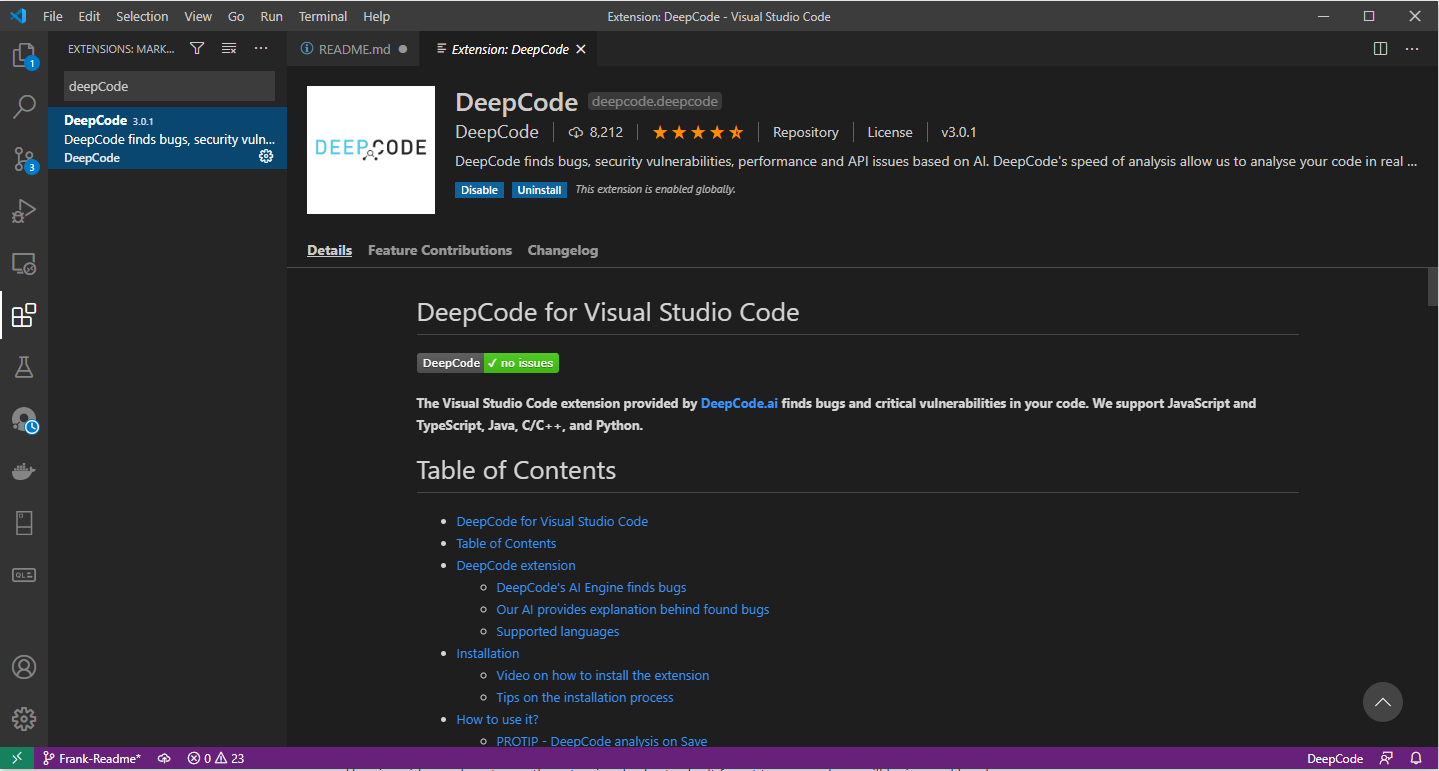 File Edit Selection View Go Run Terminal Help
Extension: DeepCode - Visual Studio Code
EXTENSIONS: MARK...
README.md
Extension: DeepCode
1
deepCode
DeepCode 3.0.1
DeepCode finds bugs, security vuln...
DeepCode
3
QL
DEEPCODE
DeepCode deepcode.deepcode
DeepCode 8,212 Repository License v3.0.1
DeepCode finds bugs, security vulnerabilities, performance and API issues based on AI. DeepCode's speed of analysis allow us to analyse your code in real ...
Disable Uninstall This extension is enabled globally.
Details Feature Contributions Changelog
DeepCode for Visual Studio Code
DeepCode ✓ no issues
The Visual Studio Code extension provided by DeepCode.ai finds bugs and critical vulnerabilities in your code. We support JavaScript and
TypeScript, Java, C/C++, and Python.
Table of Contents
DeepCode for Visual Studio Code
Table of Contents
DeepCode extension
DeepCode's AI Engine finds bugs
Our AI provides explanation behind found bugs
Supported languages
Installation
Video on how to install the extension
Tips on the installation process
How to use it?
PROTIP - DeepCode analysis on Save
Frank-Readme* 0 23
DeepCode